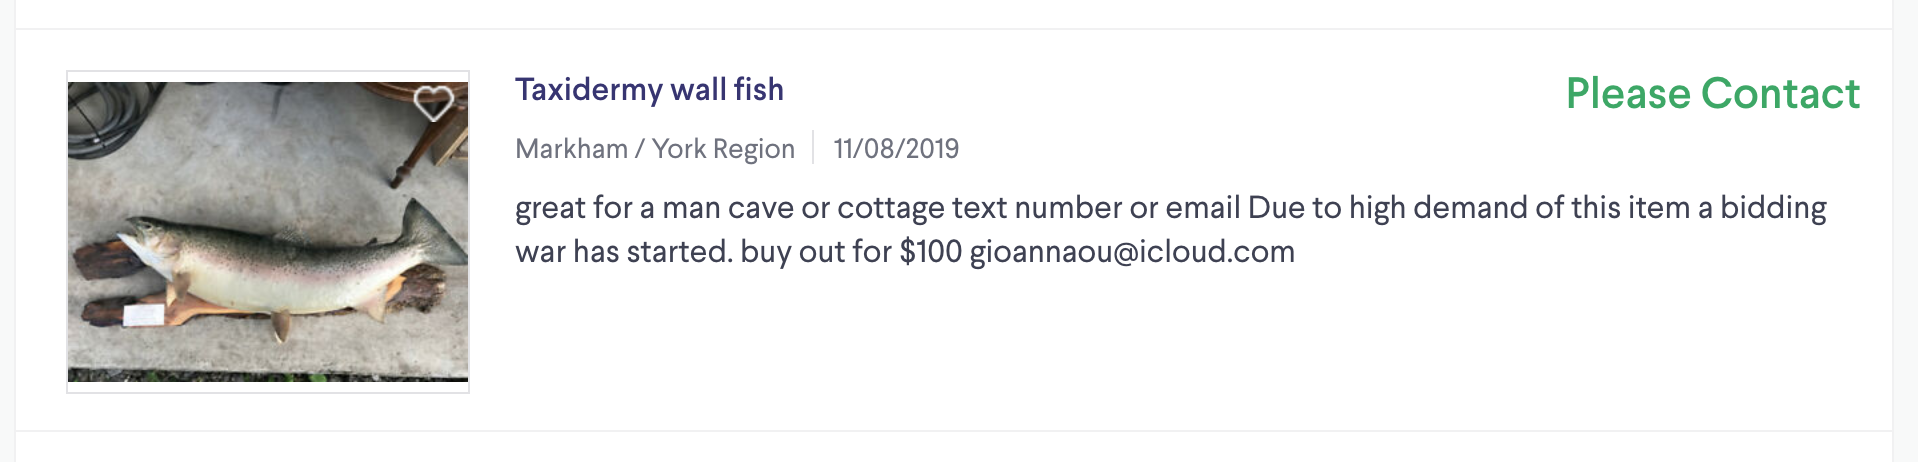 Taxidermy wall fish
Please Contact
Markham / York Region 11/08/2019
great for a man cave or cottage text number or email Due to high demand of this item a bidding
war has started. buy out for $100 gioannaou@icloud.com